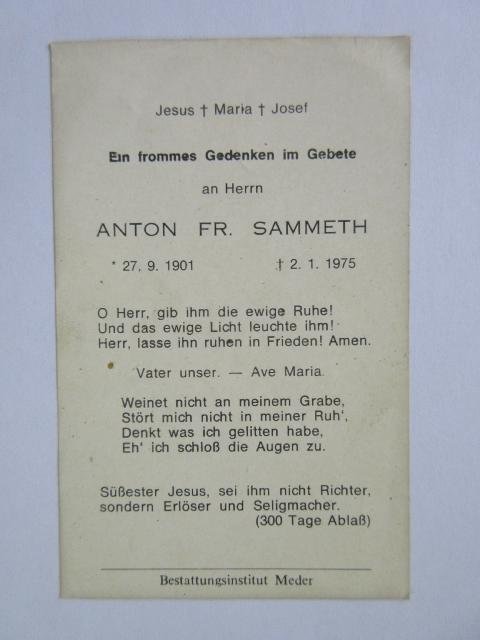 Jesus † Maria † Josef
Ein frommes Gedenken im Gebete
an Herrn
ANTON FR. SAMMETH
* 27. 9. 1901 † 2. 1. 1975
O Herr, gib ihm die ewige Ruhe!
Und das ewige Licht leuchte ihm!
Herr, lasse ihn ruhen in Frieden! Amen.
Vater unser. — Ave Maria.
Weinet nicht an meinem Grabe,
Stört mich nicht in meiner Ruh',
Denkt was ich gelitten habe,
Eh' ich schloß die Augen zu.
Süßester Jesus, sei ihm nicht Richter,
sondern Erlöser und Seligmacher.
(300 Tage Ablaß)
Bestattungsinstitut Meder